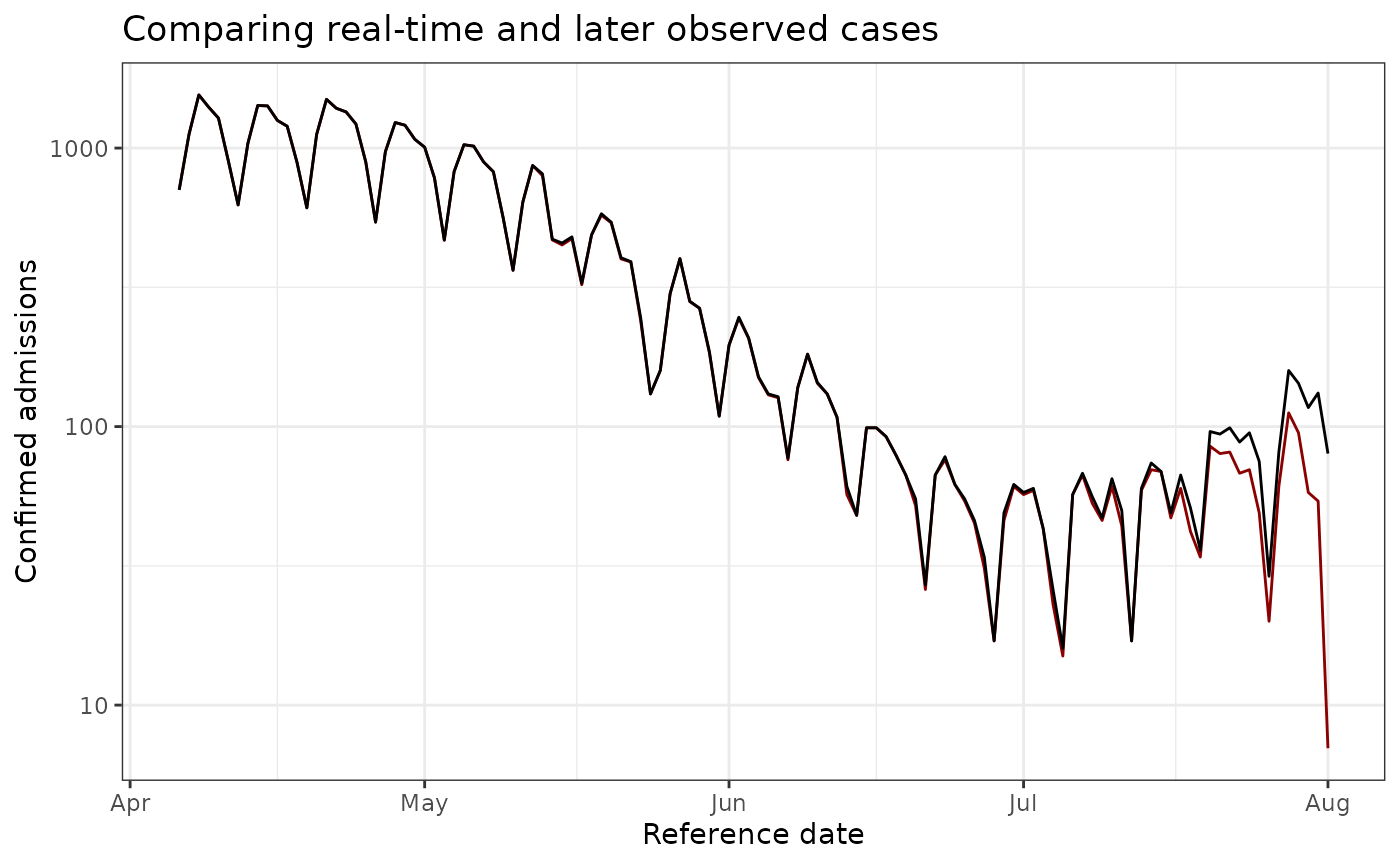 Comparing real-time and later observed cases
Confirmed admissions
1000
100
10
Apr May Jun Jul Aug
Reference date